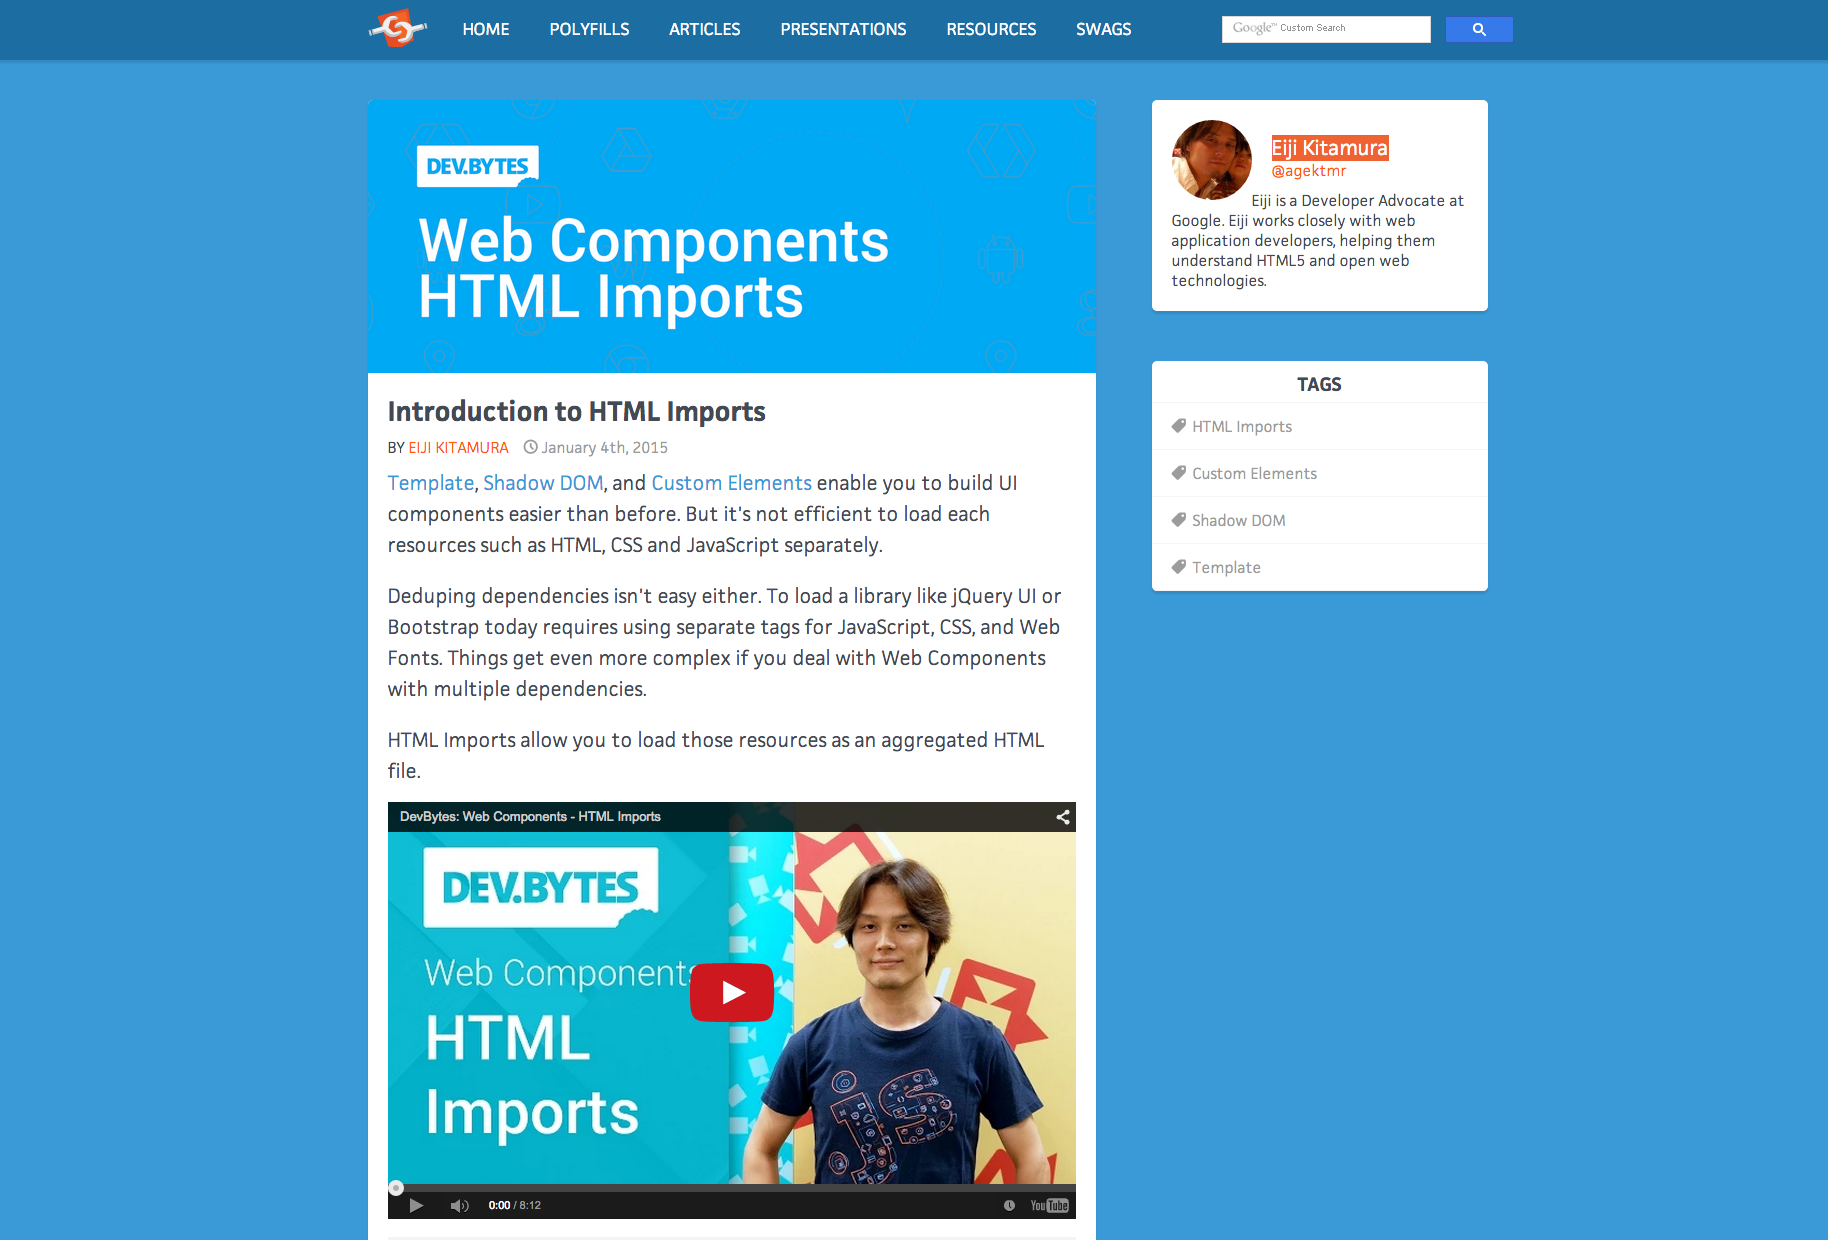 HOME POLYFILLS ARTICLES PRESENTATIONS RESOURCES SWAGS
Google™ Custom Search
DEV.BYTES
Web Components
HTML Imports
Introduction to HTML Imports
BY EIJI KITAMURA January 4th, 2015
Template, Shadow DOM, and Custom Elements enable you to build UI
components easier than before. But it's not efficient to load each
resources such as HTML, CSS and JavaScript separately.
Deduping dependencies isn't easy either. To load a library like jQuery UI or
Bootstrap today requires using separate tags for JavaScript, CSS, and Web
Fonts. Things get even more complex if you deal with Web Components
with multiple dependencies.
HTML Imports allow you to load those resources as an aggregated HTML
file.
DevBytes: Web Components - HTML Imports
DEV.BYTES
Web Components
HTML
Imports
JS
0:00 / 8:12
YouTube
Eiji Kitamura
@agektmr
Eiji is a Developer Advocate at
Google. Eiji works closely with web
application developers, helping them
understand HTML5 and open web
technologies.
TAGS
HTML Imports
Custom Elements
Shadow DOM
Template